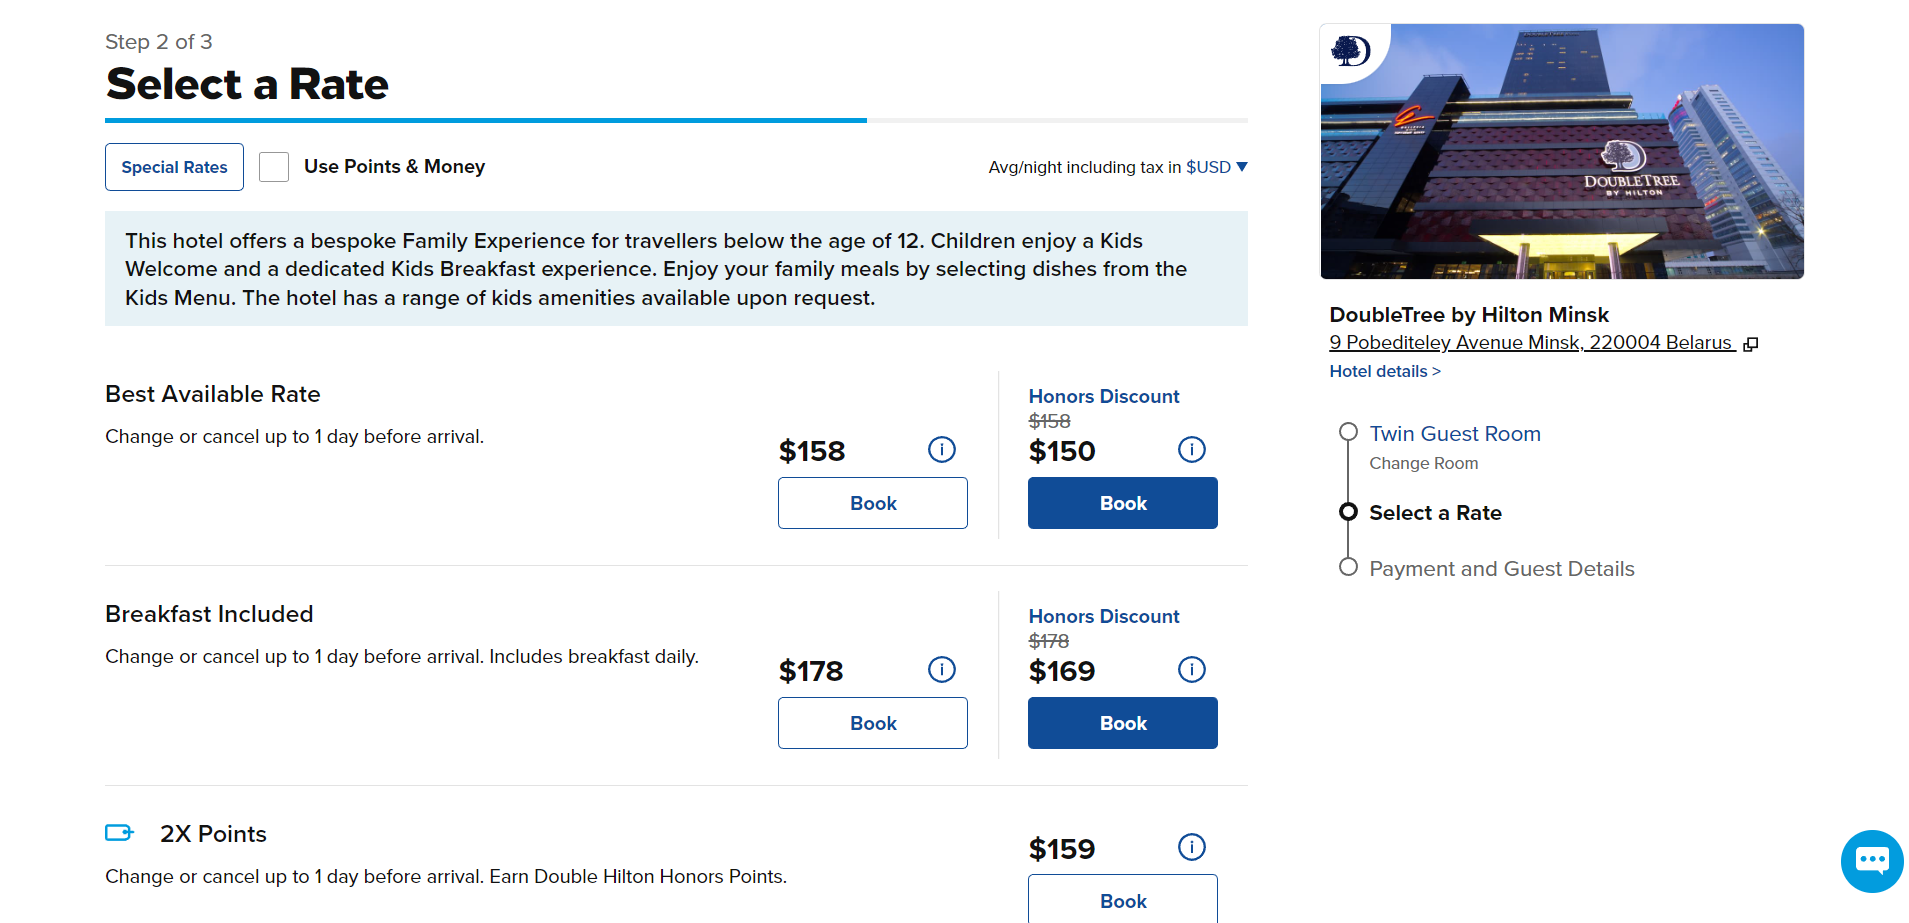 Step 2 of 3
Select a Rate
Special Rates
Use Points & Money
Avg/night including tax in $USD ▼
This hotel offers a bespoke Family Experience for travellers below the age of 12. Children enjoy a Kids
Welcome and a dedicated Kids Breakfast experience. Enjoy your family meals by selecting dishes from the
Kids Menu. The hotel has a range of kids amenities available upon request.
Best Available Rate
Change or cancel up to 1 day before arrival.
$158
Book
Honors Discount
$158
$150
Book
Breakfast Included
Change or cancel up to 1 day before arrival. Includes breakfast daily.
$178
Book
Honors Discount
$178
$169
Book
2X Points
Change or cancel up to 1 day before arrival. Earn Double Hilton Honors Points.
$159
Book
D
DOUBLETREE
BY HILTON
DoubleTree by Hilton Minsk
9 Pobediteley Avenue Minsk, 220004 Belarus
Hotel details >
Twin Guest Room
Change Room
Select a Rate
Payment and Guest Details